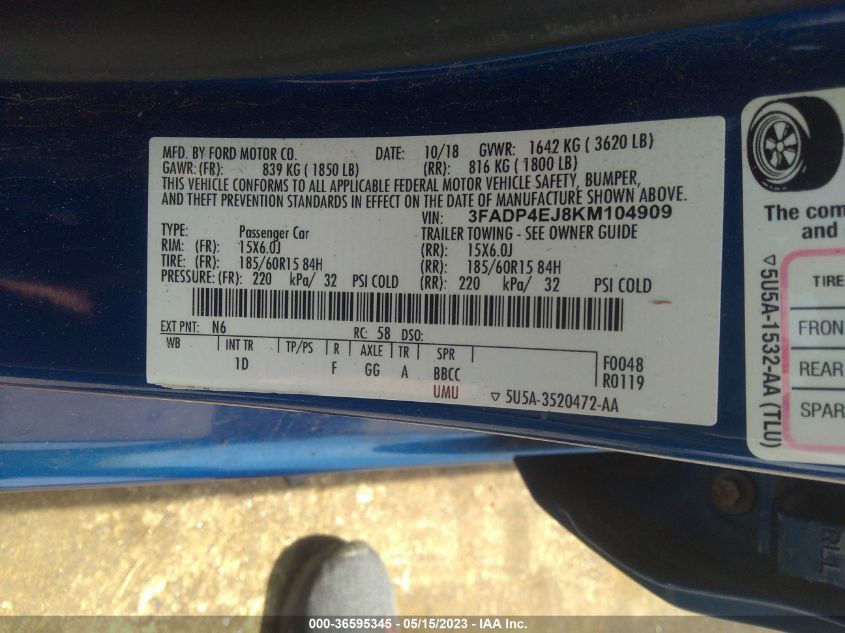 MFD. BY FORD MOTOR CO. DATE: 10/18 GVWR: 1642 KG ( 3620 LB)
GAWR: (FR): 839 KG ( 1850 LB) (RR): 816 KG ( 1800 LB)
THIS VEHICLE CONFORMS TO ALL APPLICABLE FEDERAL MOTOR VEHICLE SAFETY, BUMPER,
AND THEFT PREVENTION STANDARDS IN EFFECT ON THE DATE OF MANUFACTURE SHOWN ABOVE.
VIN: 3FADP4EJ8KM104909
TYPE: Passenger Car TRAILER TOWING - SEE OWNER GUIDE
RIM: (FR): 15X6.0J (RR): 15X6.0J
TIRE: (FR): 185/60R15 84H (RR): 185/60R15 84H
PRESSURE: (FR): 220 kPa/ 32 PSI COLD (RR): 220 kPa/ 32 PSI COLD
EXT PNT: N6 RC: 58 DSO:
WB INT TR TP/PS R AXLE TR SPR F0048
1D F GG A BBCC R0119
UMU ▽ 5U5A-3520472-AA
The com
and
▽ 5U5A-1532-AA (TLU)
TIRE
FRON
REAR
SPAR
RLL
000-36595345 - 05/15/2023 - IAA Inc.